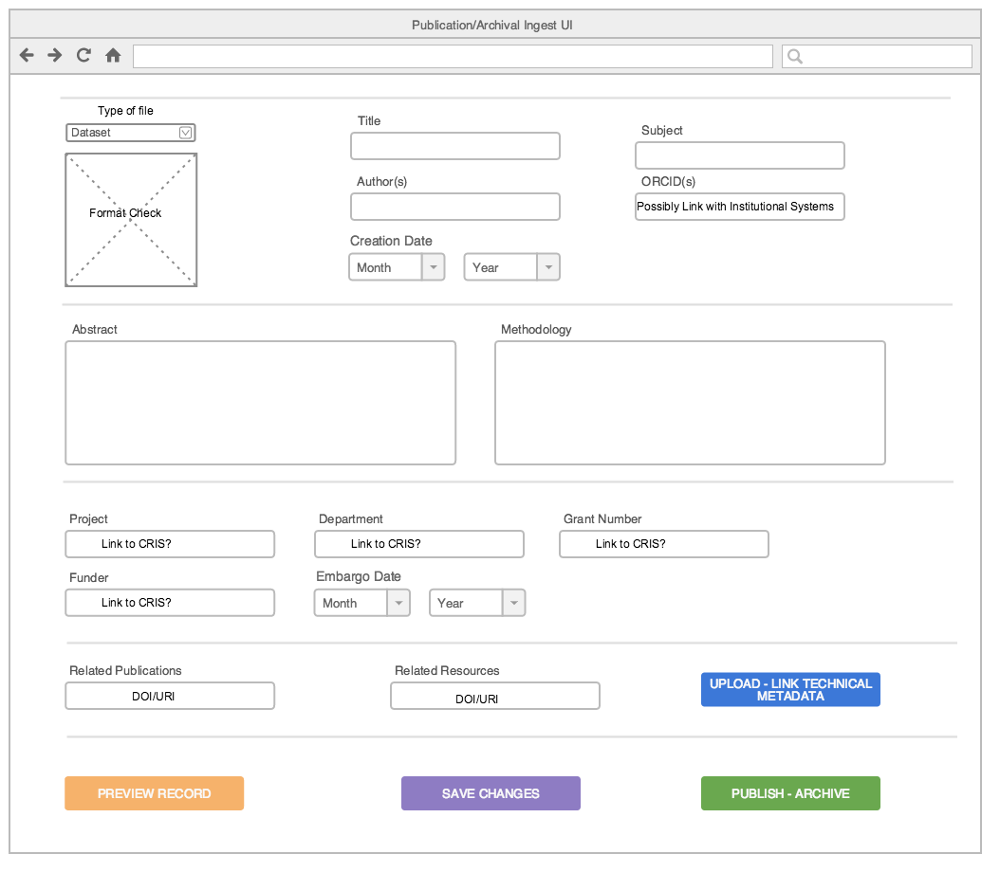 Publication/Archival Ingest UI
Type of file
Dataset
Format Check
Title
Subject
Author(s)
ORCID(s)
Possibly Link with Institutional Systems
Creation Date
Month
Year
Abstract
Methodology
Project
Department
Grant Number
Link to CRIS?
Link to CRIS?
Link to CRIS?
Funder
Embargo Date
Link to CRIS?
Month
Year
Related Publications
Related Resources
DOI/URI
DOI/URI
UPLOAD - LINK TECHNICAL
METADATA
PREVIEW RECORD
SAVE CHANGES
PUBLISH - ARCHIVE